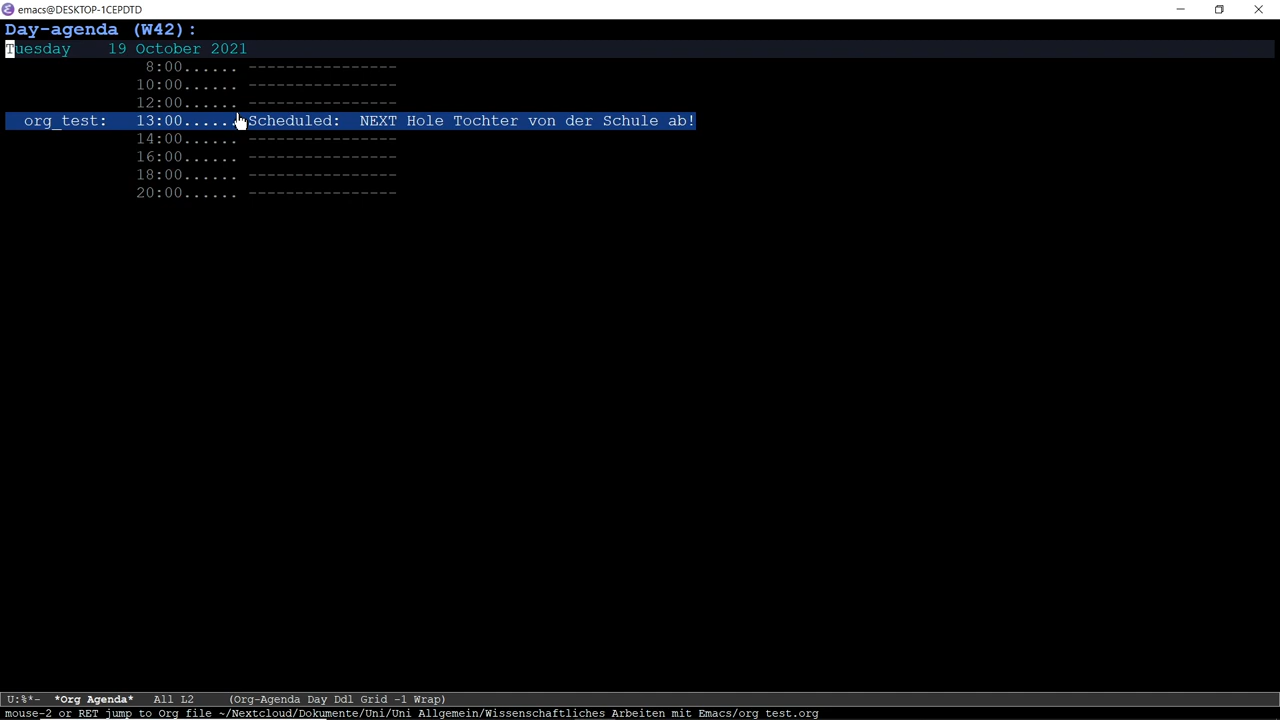 emacs@DESKTOP-1CEPDTD
Day-agenda (W42):
Tuesday    19 October 2021
8:00...... ----------------
10:00...... ----------------
12:00...... ----------------
org_test:   13:00...... Scheduled:  NEXT Hole Tochter von der Schule ab!
14:00...... ----------------
16:00...... ----------------
18:00...... ----------------
20:00...... ----------------
U:%*-  *Org Agenda*   All L2    (Org-Agenda Day Ddl Grid -1 Wrap)
mouse-2 or RET jump to Org file ~/Nextcloud/Dokumente/Uni/Uni Allgemein/Wissenschaftliches Arbeiten mit Emacs/org_test.org